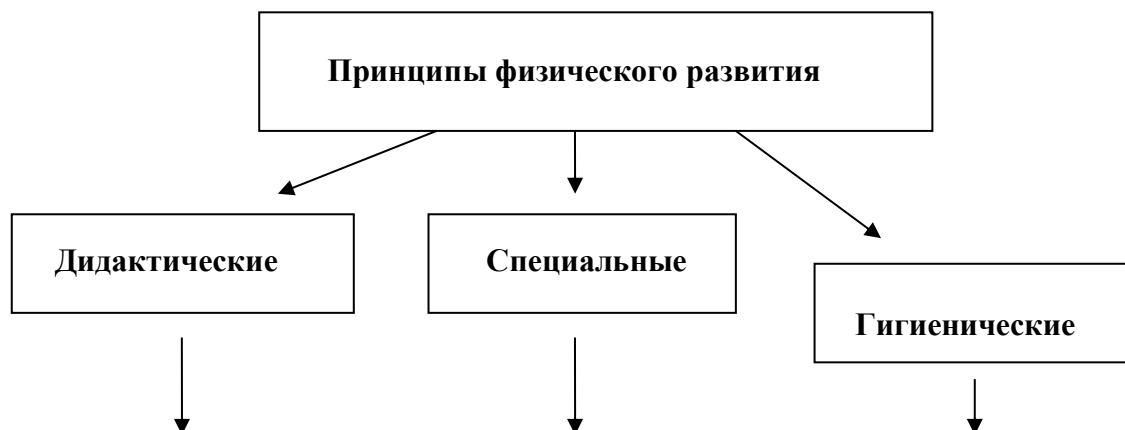 Принципы физического развития
Дидактические
Специальные
Гигиенические